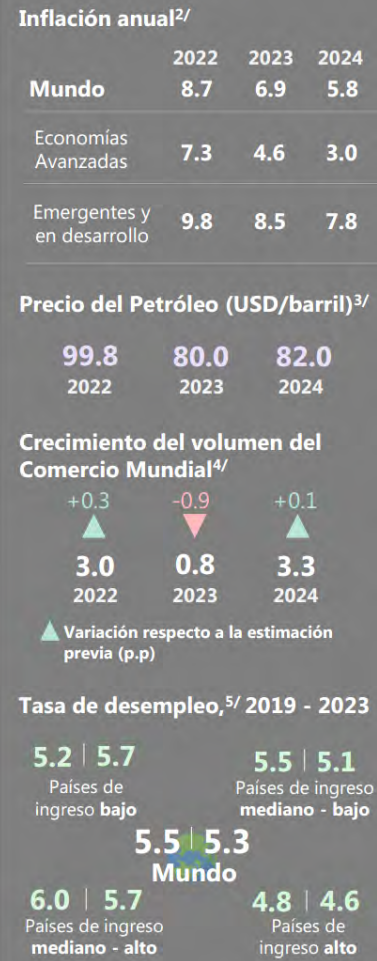 Inflación anual2/
2022 2023 2024
Mundo 8.7 6.9 5.8
Economías
Avanzadas 7.3 4.6 3.0
Emergentes y
en desarrollo 9.8 8.5 7.8
Precio del Petróleo (USD/barril)3/
99.8 80.0 82.0
2022 2023 2024
Crecimiento del volumen del
Comercio Mundial4/
+0.3 -0.9 +0.1
3.0 0.8 3.3
2022 2023 2024
Variación respecto a la estimación
previa (p.p)
Tasa de desempleo,5/ 2019 - 2023
5.2 | 5.7 5.5 | 5.1
Países de Países de ingreso
ingreso bajo mediano - bajo
5.5 | 5.3
Mundo
6.0 | 5.7 4.8 | 4.6
Países de ingreso Países de
mediano - alto ingreso alto